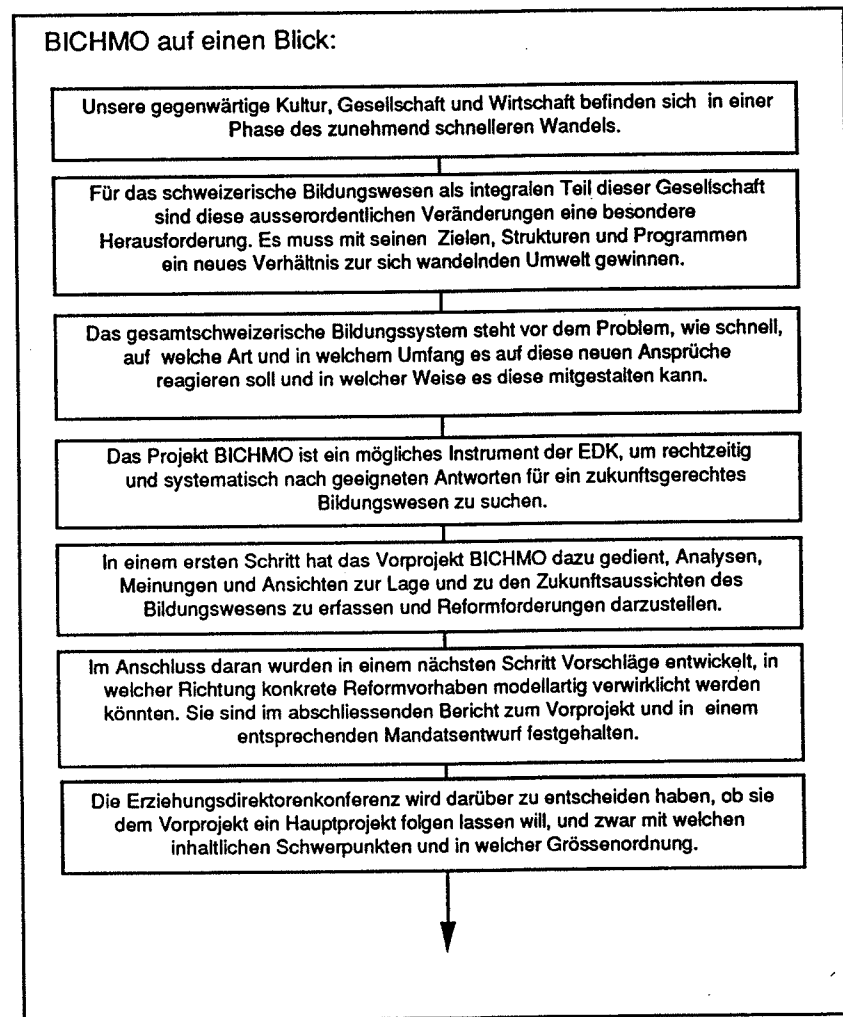 BICHMO auf einen Blick:
Unsere gegenwärtige Kultur, Gesellschaft und Wirtschaft befinden sich in einer
Phase des zunehmend schnelleren Wandels.
Für das schweizerische Bildungswesen als integralen Teil dieser Gesellschaft
sind diese ausserordentlichen Veränderungen eine besondere
Herausforderung. Es muss mit seinen Zielen, Strukturen und Programmen
ein neues Verhältnis zur sich wandelnden Umwelt gewinnen.
Das gesamtschweizerische Bildungssystem steht vor dem Problem, wie schnell,
auf welche Art und in welchem Umfang es auf diese neuen Ansprüche
reagieren soll und in welcher Weise es diese mitgestalten kann.
Das Projekt BICHMO ist ein mögliches Instrument der EDK, um rechtzeitig
und systematisch nach geeigneten Antworten für ein zukunftsgerechtes
Bildungswesen zu suchen.
In einem ersten Schritt hat das Vorprojekt BICHMO dazu gedient, Analysen,
Meinungen und Ansichten zur Lage und zu den Zukunftsaussichten des
Bildungswesens zu erfassen und Reformforderungen darzustellen.
Im Anschluss daran wurden in einem nächsten Schritt Vorschläge entwickelt, in
welcher Richtung konkrete Reformvorhaben modellartig verwirklicht werden
könnten. Sie sind im abschliessenden Bericht zum Vorprojekt und in einem
entsprechenden Mandatsentwurf festgehalten.
Die Erziehungsdirektorenkonferenz wird darüber zu entscheiden haben, ob sie
dem Vorprojekt ein Hauptprojekt folgen lassen will, und zwar mit welchen
inhaltlichen Schwerpunkten und in welcher Grössenordnung.